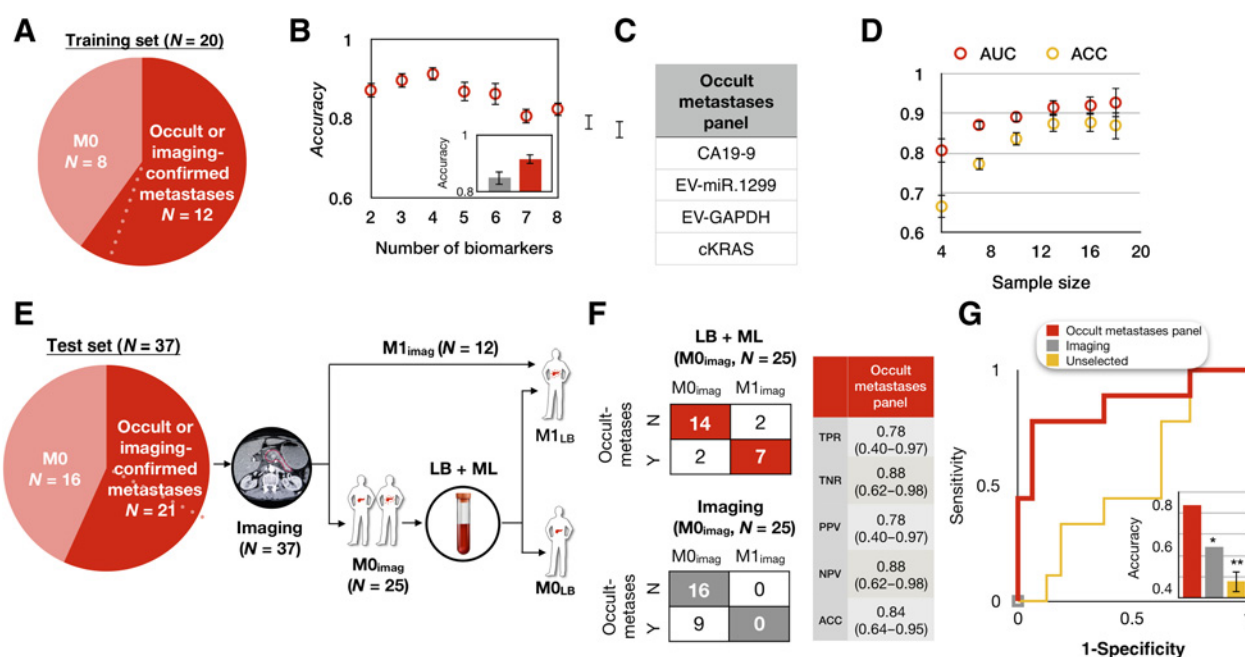 A
Training set (N = 20)
M0
N = 8
Occult or
imaging-
confirmed
metastases
N = 12
B
1
0.8
0.6
Accuracy
2 3 4 5 6 7 8
Number of biomarkers
Accuracy
1
0.8
C
Occult
metastases
panel
CA19-9
EV-miR.1299
EV-GAPDH
cKRAS
D
AUC ACC
1
0.9
0.8
0.7
0.6
4 8 12 16 20
Sample size
E
Test set (N = 37)
M0
N = 16
Occult or
imaging-
confirmed
metastases
N = 21
Imaging
(N = 37)
M1imag (N = 12)
M0imag
(N = 25)
LB + ML
M1LB
M0LB
F
LB + ML
(M0imag, N = 25)
M0imag M1imag
Occult-
metases
N 14 2
Y 2 7
Imaging
(M0imag, N = 25)
M0imag M1imag
Occult-
metases
N 16 0
Y 9 0
Occult
metastases
panel
TPR 0.78
(0.40–0.97)
TNR 0.88
(0.62–0.98)
PPV 0.78
(0.40–0.97)
NPV 0.88
(0.62–0.98)
ACC 0.84
(0.64–0.95)
G
Occult metastases panel
Imaging
Unselected
1
0.5
0
Sensitivity
0 0.5 1
1-Specificity
Accuracy
0.8
0.6
0.4
*
**